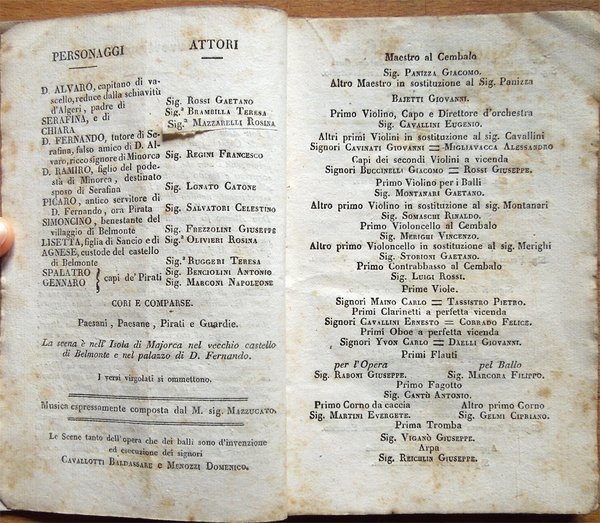 PERSONAGGI ATTORI
D. ALVARO, capitano di va-
scello, reduce dalla schiavitù
d'Algeri, padre di Sig. ROSSI GAETANO
SERAFINA, e di Sig.ª BRAMBILLA TERESA
CHIARA Sig.ª MAZZARELLI ROSINA
D. FERNANDO, tutore di Se-
rafina, falso amico di D. Al-
varo, ricco signore di Minorca Sig. REGINI FRANCESCO
D. RAMIRO, figlio del pode-
stà di Minorca, destinato
sposo di Serafina Sig. LONATO CATONE
PICARO, antico servitore di
D. Fernando, ora Pirata Sig. SALVATORI CELESTINO
SIMONCINO, benestante del
villaggio di Belmonte Sig. FREZZOLINI GIUSEPPE
LISETTA, figlia di Sancio e di Sig.ª OLIVIERI ROSINA
AGNESE, custode del castello
di Belmonte Sig.ª RUGGERI TERESA
SPALATRO } capi de' Pirati Sig. BENCIOLINI ANTONIO
GENNARO Sig. MARCONI NAPOLEONE
CORI E COMPARSE.
Paesani, Paesane, Pirati e Guardie.
La scena è nell'Isola di Majorca nel vecchio castello
di Belmonte e nel palazzo di D. Fernando.
I versi virgolati si ommettono.
Musica espressamente composta dal M. sig. MAZZUCATO.
Le Scene tanto dell'opera che dei balli sono d'invenzione
ed esecuzione dei signori
CAVALLOTTI BALDASSARE e MENOZZI DOMENICO.
Maestro al Cembalo
Sig. PANIZZA GIACOMO.
Altro Maestro in sostituzione al Sig. Panizza
BAJETTI GIOVANNI.
Primo Violino, Capo e Direttore d'orchestra
Sig. CAVALLINI EUGENIO.
Altri primi Violini in sostituzione al sig. Cavallini
Signori CAVINATI GIOVANNI = MIGLIAVACCA ALESSANDRO
Capi dei secondi Violini a vicenda
Signori BUCCINELLI GIACOMO = ROSSI GIUSEPPE.
Primo Violino per i Balli
Sig. MONTANARI GAETANO.
Altro primo Violino in sostituzione al sig. Montanari
Sig. SOMASCHI RINALDO.
Primo Violoncello al Cembalo
Sig. MERIGHI VINCENZO.
Altro primo Violoncello in sostituzione al sig. Merighi
Sig. STORIONI GAETANO.
Primo Contrabbasso al Cembalo
Sig. LUIGI ROSSI.
Prime Viole.
Signori MAINO CARLO = TASSISTRO PIETRO.
Primi Clarinetti a perfetta vicenda
Signori CAVALLINI ERNESTO = CORRADO FELICE.
Primi Oboe a perfetta vicenda
Signori YVON CARLO = DAELLI GIOVANNI.
Primi Flauti
per l'Opera pel Ballo
Sig. RABONI GIUSEPPE. Sig. MARCORA FILIPPO.
Primo Fagotto
Sig. CANTÙ ANTONIO.
Primo Corno da caccia Altro primo Corno
Sig. MARTINI EVERGETE. Sig. GELMI CIPRIANO.
Prima Tromba
Sig. VIGANÒ GIUSEPPE.
Arpa
Sig. REICHLIN GIUSEPPE.